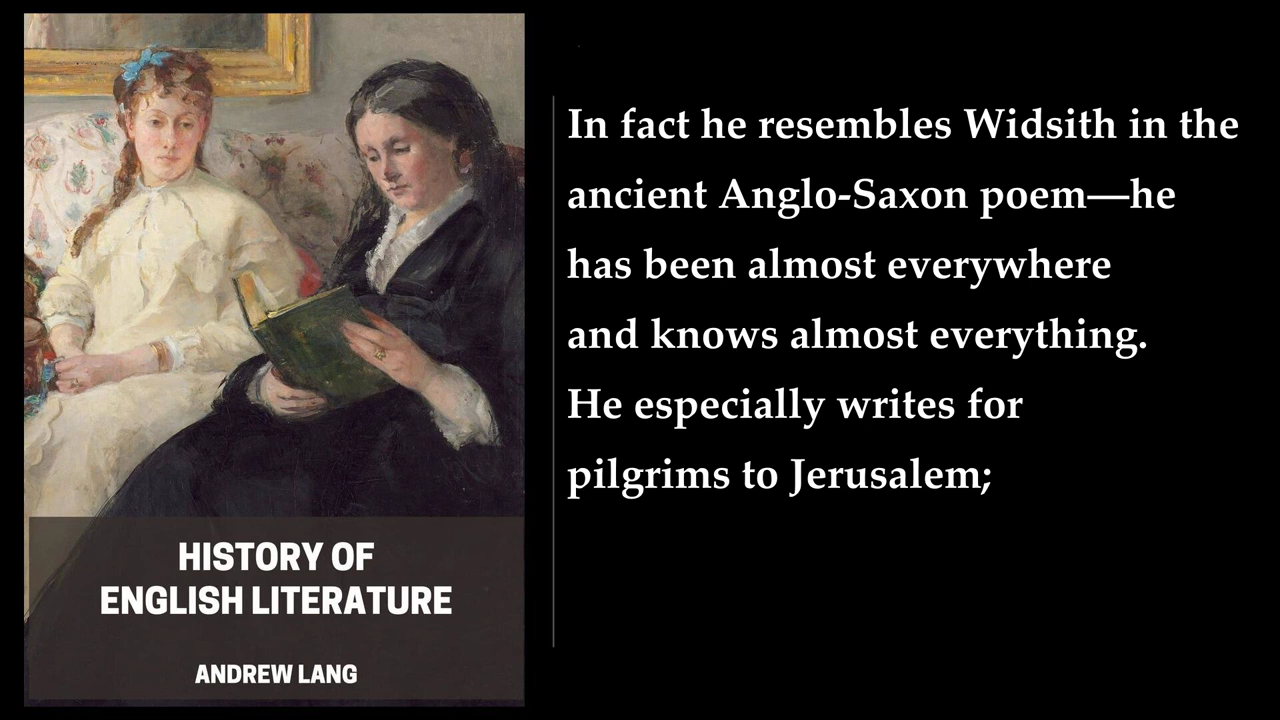 In fact he resembles Widsith in the
ancient Anglo-Saxon poem—he
has been almost everywhere
and knows almost everything.
He especially writes for
pilgrims to Jerusalem;
HISTORY OF
ENGLISH LITERATURE
ANDREW LANG